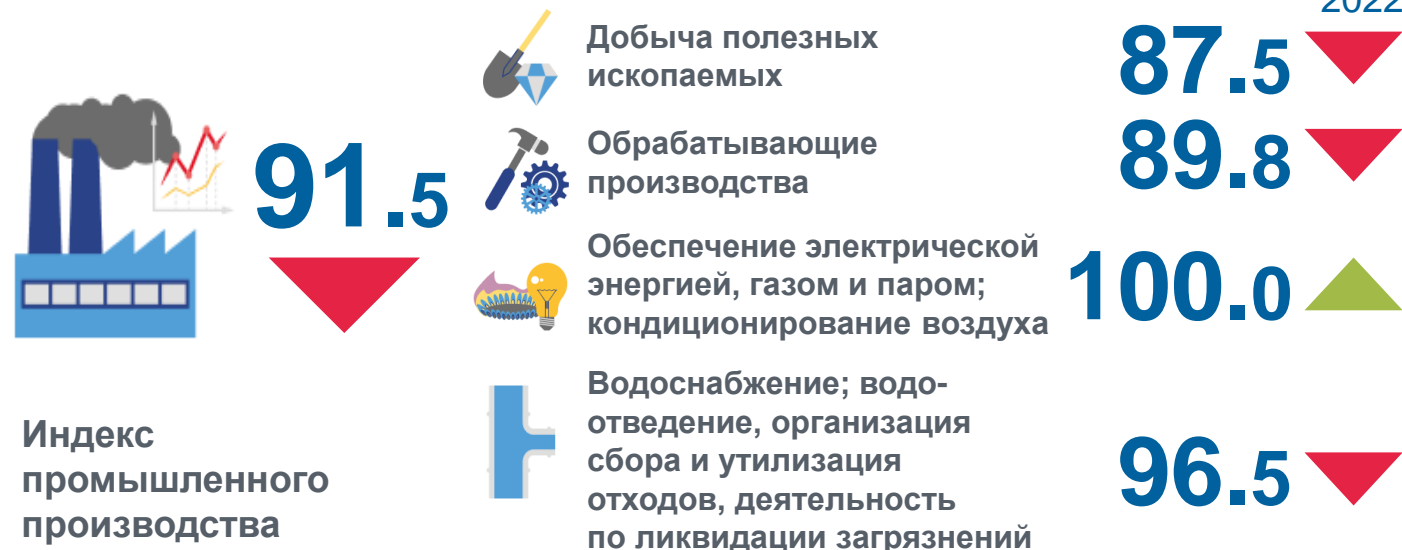 2022
Добыча полезных
ископаемых
87.5
Обрабатывающие
производства
89.8
91.5
Обеспечение электрической
энергией, газом и паром;
кондиционирование воздуха
100.0
Водоснабжение; водо-
отведение, организация
сбора и утилизация
отходов, деятельность
по ликвидации загрязнений
96.5
Индекс
промышленного
производства